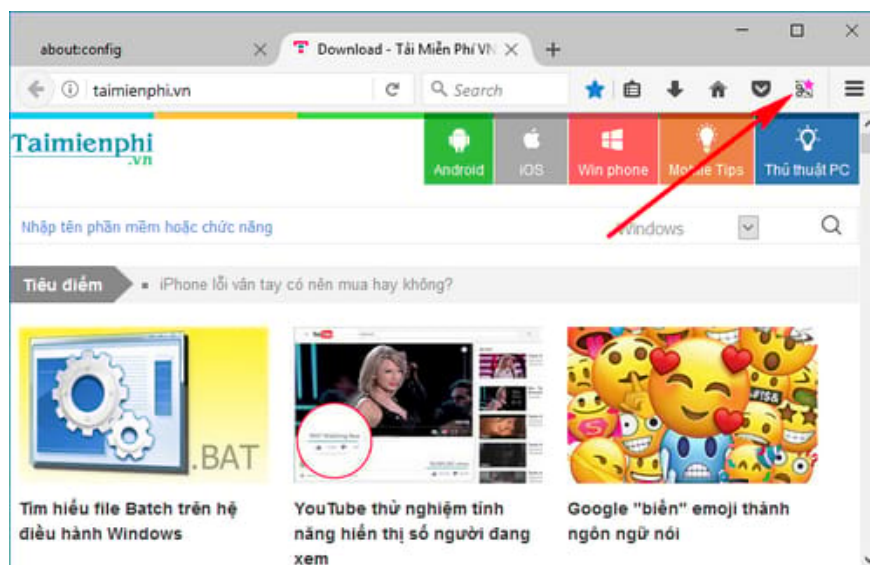 about:config
Download - Tải Miễn Phí VN
taimienphi.vn
Search
Taimienphi
.vn
Android
iOS
Win phone
Mobile Tips
Thủ thuật PC
Nhập tên phần mềm hoặc chức năng
Windows
Tiêu điểm
iPhone lỗi vân tay có nên mua hay không?
.BAT
Tìm hiểu file Batch trên hệ
điều hành Windows
YouTube thử nghiệm tính
năng hiển thị số người đang
xem
Google "biến" emoji thành
ngôn ngữ nói